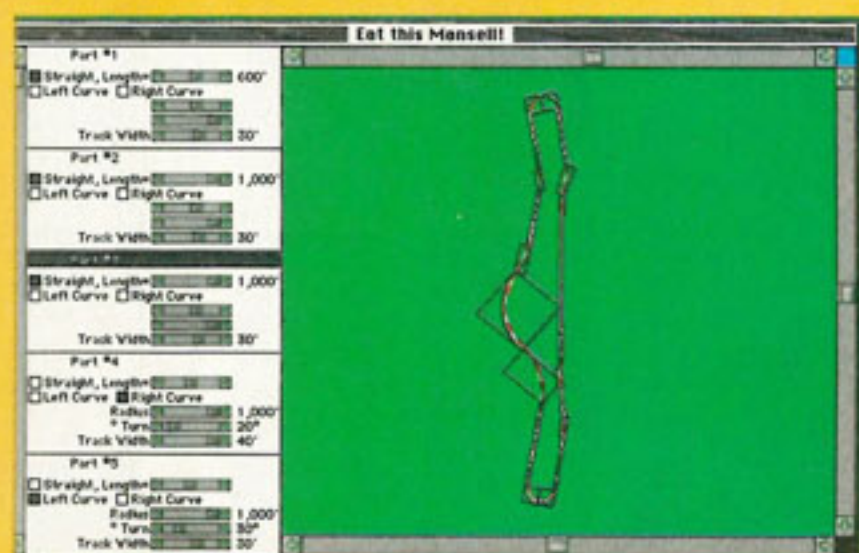 Eat this Mansell!
Part #1
Straight, Length= 600'
Left Curve Right Curve
Track Width 30'
Part #2
Straight, Length= 1,000'
Left Curve Right Curve
Track Width 30'
Straight, Length= 1,000'
Left Curve Right Curve
Track Width 30'
Part #4
Straight, Length=
Left Curve Right Curve
Radius 1,000'
° Turn 20°
Track Width 40'
Part #5
Straight, Length=
Left Curve Right Curve
Radius 1,000'
° Turn 30°
Track Width 30'